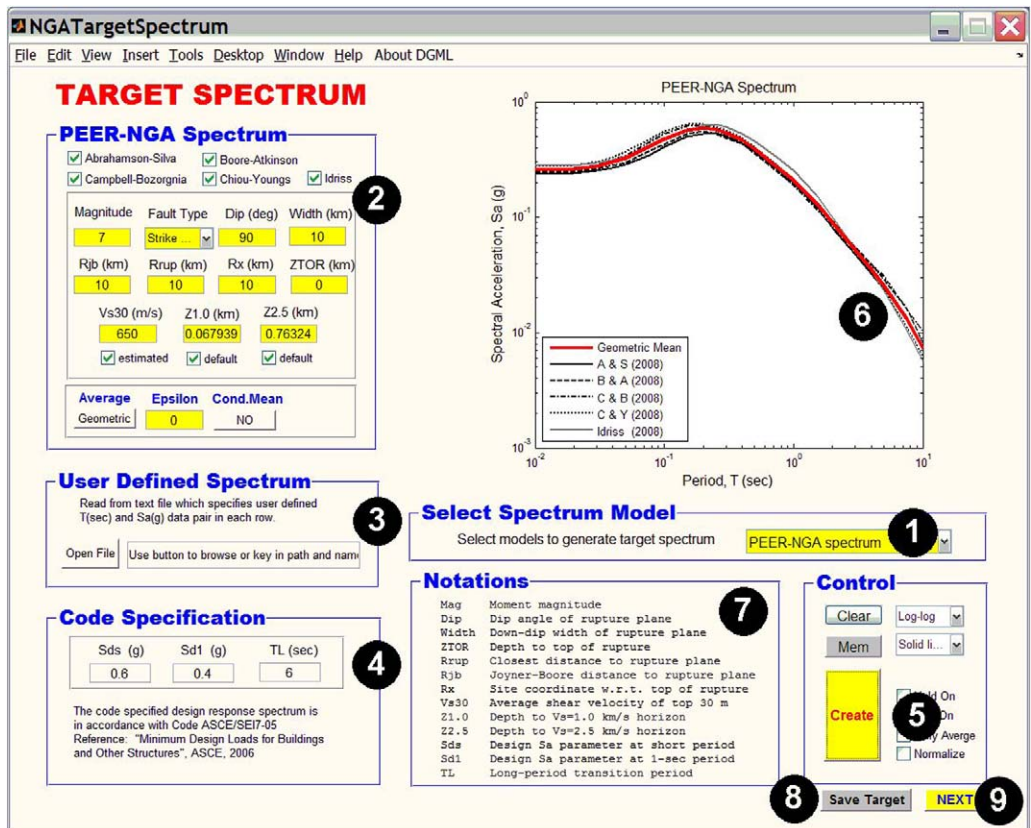 NGATargetSpectrum
File Edit View Insert Tools Desktop Window Help About DGML
TARGET SPECTRUM
PEER-NGA Spectrum
Abrahamson-Silva Boore-Atkinson
Campbell-Bozorgnia Chiou-Youngs Idriss
2
Magnitude Fault Type Dip (deg) Width (km)
7 Strike ... 90 10
Rjb (km) Rrup (km) Rx (km) ZTOR (km)
10 10 10 0
Vs30 (m/s) Z1.0 (km) Z2.5 (km)
650 0.067939 0.76324
estimated default default
Average Epsilon Cond.Mean
Geometric 0 NO
User Defined Spectrum
Read from text file which specifies user defined
T(sec) and Sa(g) data pair in each row.
3
Open File Use button to browse or key in path and name
Code Specification
Sds (g) Sd1 (g) TL (sec)
0.6 0.4 6
4
The code specified design response spectrum is
in accordance with Code ASCE/SEI7-05
Reference: "Minimum Design Loads for Buildings
and Other Structures", ASCE, 2006
PEER-NGA Spectrum
10^0
10^-1
10^-2
10^-3
Spectral Acceleration, Sa (g)
6
Geometric Mean
A & S (2008)
B & A (2008)
C & B (2008)
C & Y (2008)
Idriss (2008)
10^-2 10^-1 10^0 10^1
Period, T (sec)
Select Spectrum Model
Select models to generate target spectrum PEER-NGA spectrum
1
Notations
7
Mag Moment magnitude
Dip Dip angle of rupture plane
Width Down-dip width of rupture plane
ZTOR Depth to top of rupture
Rrup Closest distance to rupture plane
Rjb Joyner-Boore distance to rupture plane
Rx Site coordinate w.r.t. top of rupture
Vs30 Average shear velocity of top 30 m
Z1.0 Depth to Vs=1.0 km/s horizon
Z2.5 Depth to Vs=2.5 km/s horizon
Sds Design Sa parameter at short period
Sd1 Design Sa parameter at 1-sec period
TL Long-period transition period
Control
Clear Log-log
Mem Solid li...
Create
5
On
On
Averge
Normalize
8 Save Target NEXT 9